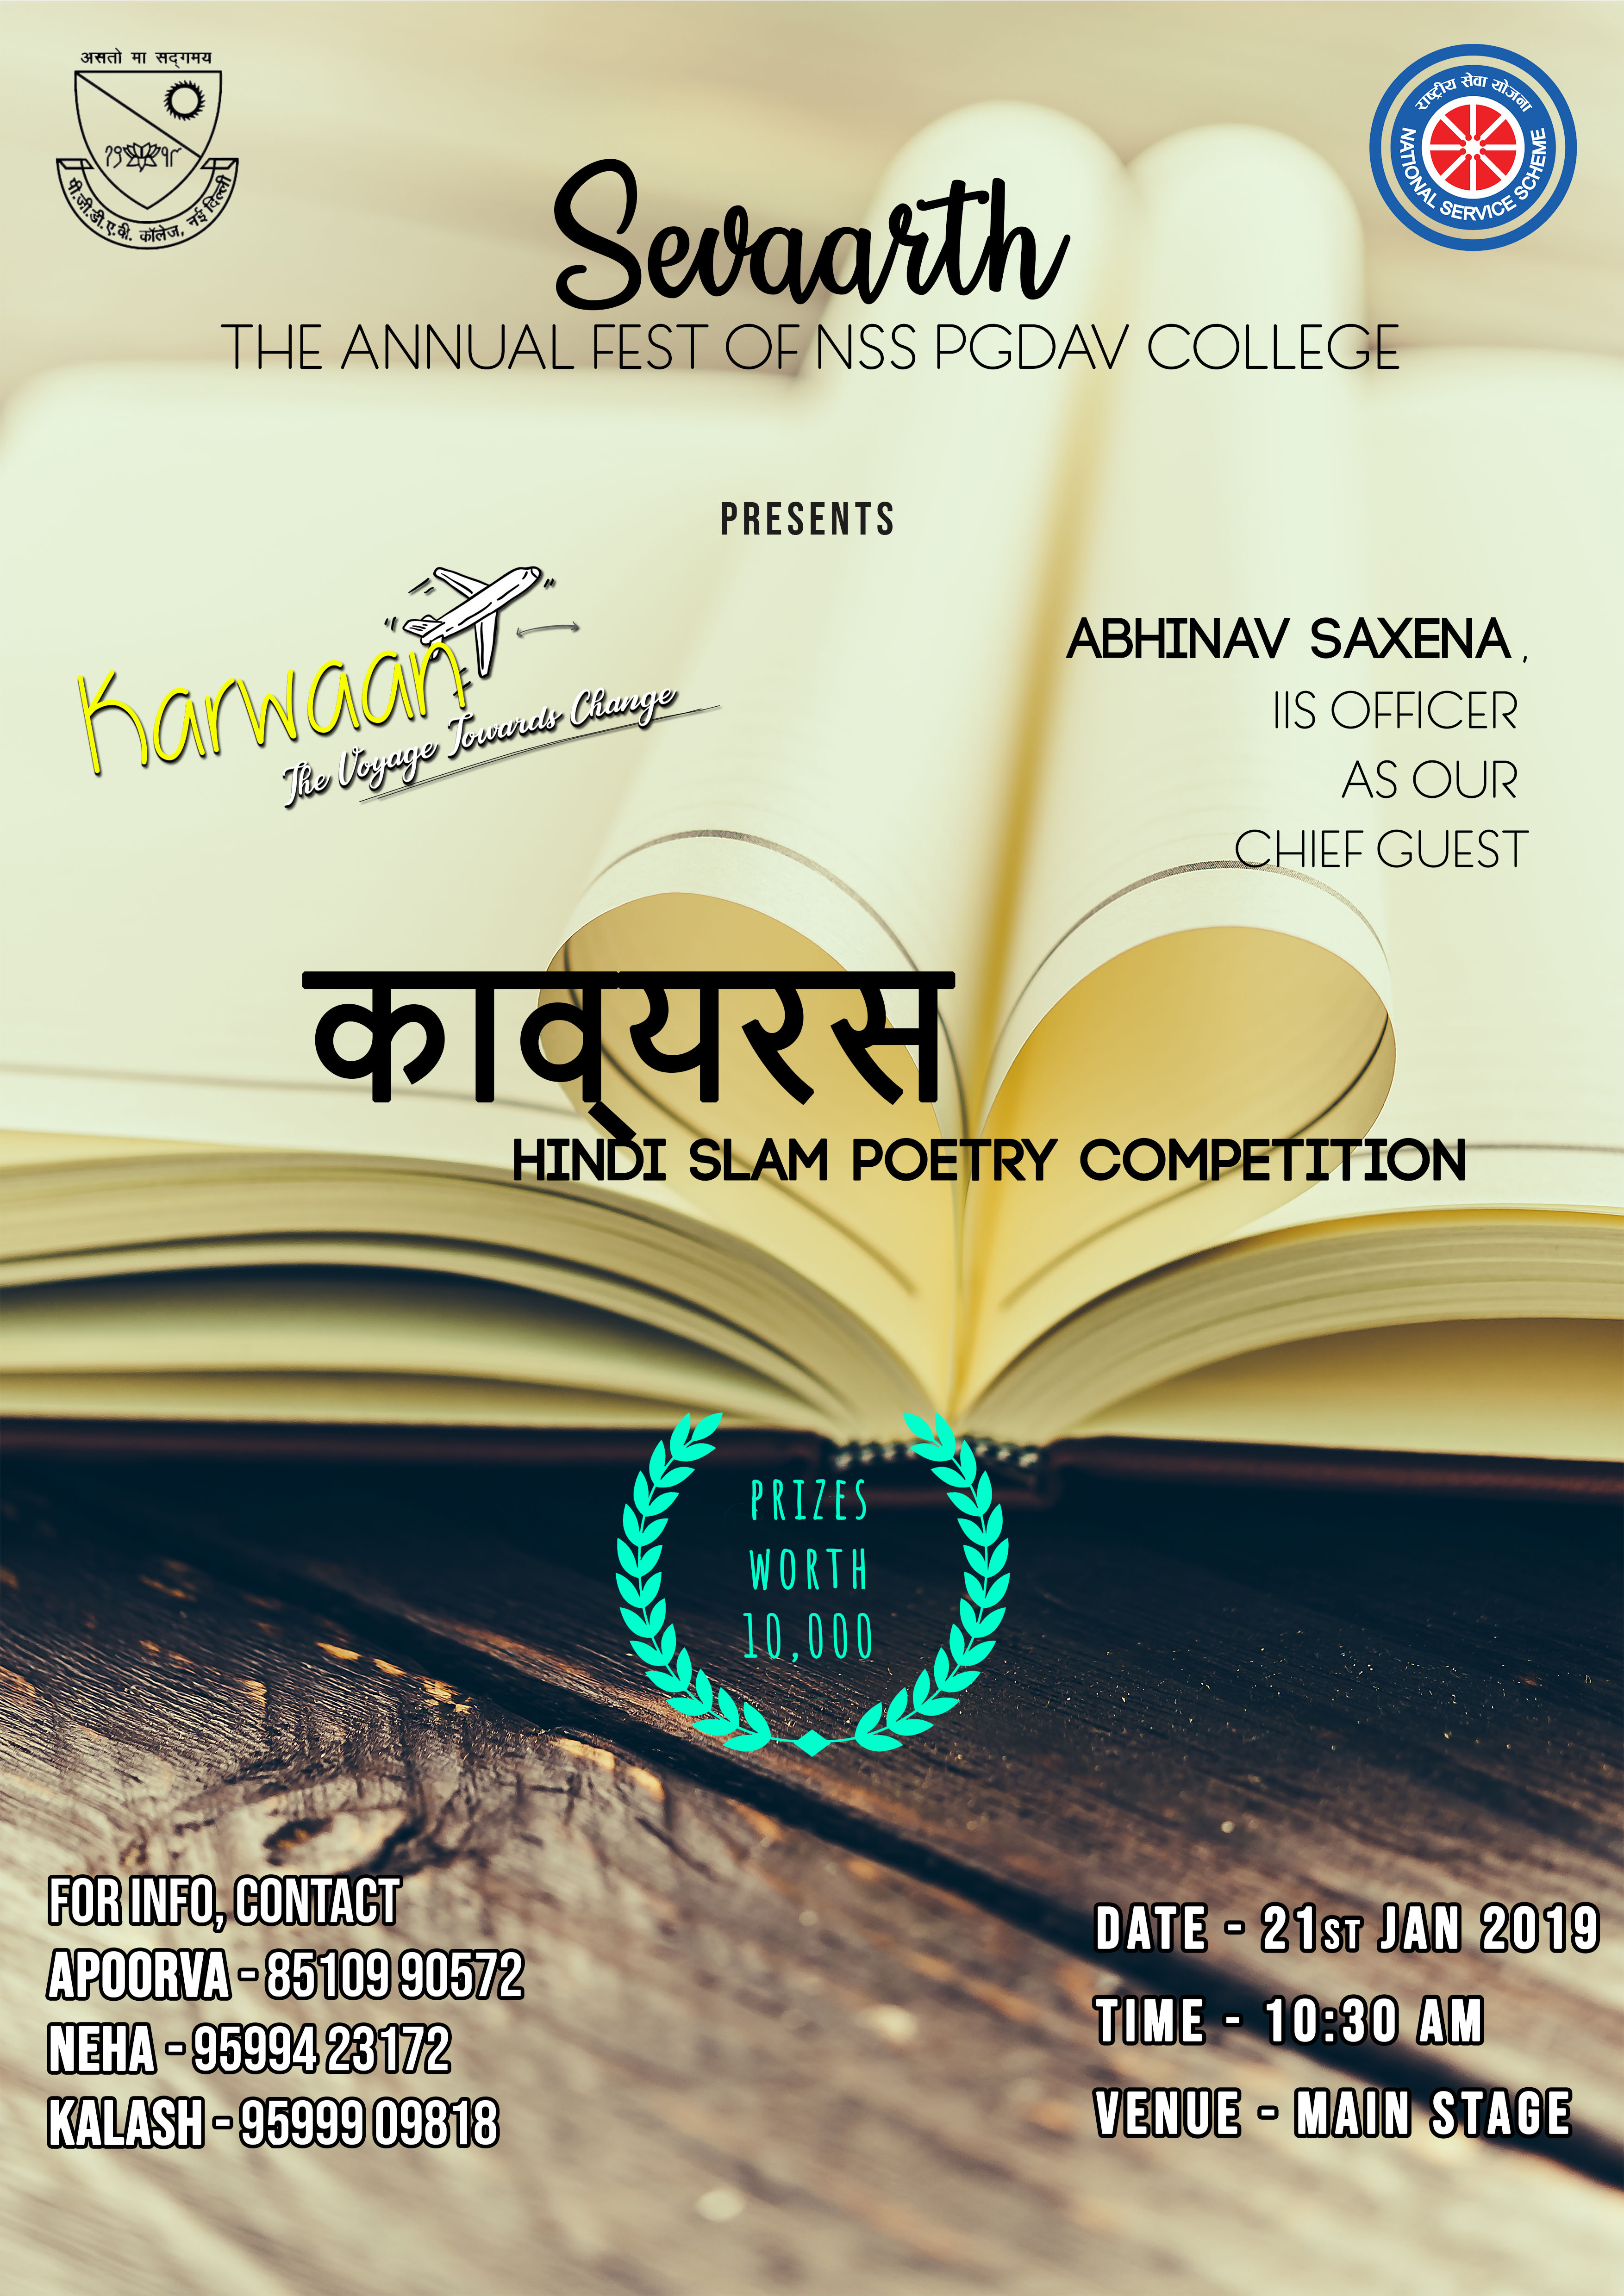 असतो मा सद्गमय
१९ ५८
पी.जी.डी.ए.वी. कॉलेज, नई दिल्ली
राष्ट्रीय सेवा योजना
NATIONAL SERVICE SCHEME
Sevaarth
THE ANNUAL FEST OF NSS PGDAV COLLEGE
PRESENTS
Karwaan
The Voyage Towards Change
ABHINAV SAXENA ,
IIS OFFICER
AS OUR
CHIEF GUEST
काव्यरस
HINDI SLAM POETRY COMPETITION
PRIZES
WORTH
10,000
FOR INFO, CONTACT
APOORVA - 85109 90572
NEHA - 95994 23172
KALASH - 95999 09818
DATE - 21ST JAN 2019
TIME - 10:30 AM
VENUE - MAIN STAGE